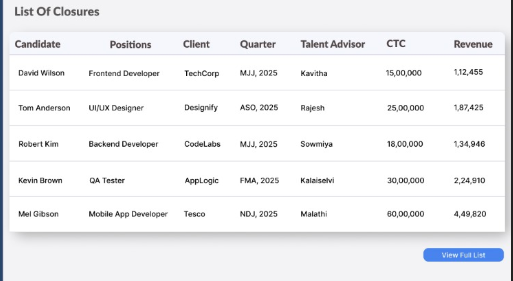 List Of Closures
Candidate Positions Client Quarter Talent Advisor CTC Revenue
David Wilson Frontend Developer TechCorp MJJ, 2025 Kavitha 15,00,000 1,12,455
Tom Anderson UI/UX Designer Designify ASO, 2025 Rajesh 25,00,000 1,87,425
Robert Kim Backend Developer CodeLabs MJJ, 2025 Sowmiya 18,00,000 1,34,946
Kevin Brown QA Tester AppLogic FMA, 2025 Kalaiselvi 30,00,000 2,24,910
Mel Gibson Mobile App Developer Tesco NDJ, 2025 Malathi 60,00,000 4,49,820
View Full List